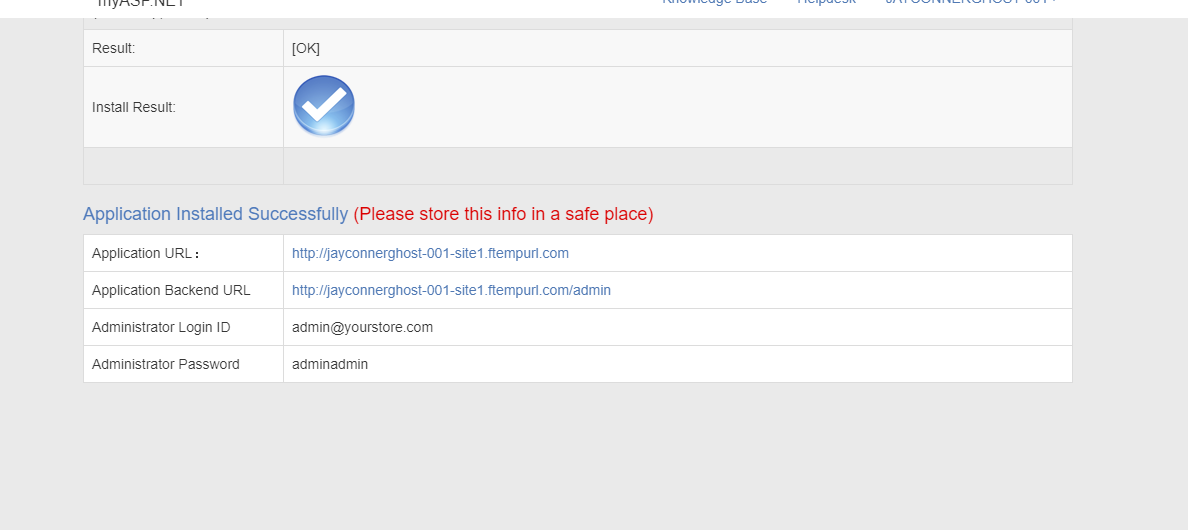 myASP.NET
Knowledge Base Helpdesk JAYCONNERGHOST-001
Result: [OK]
Install Result:
Application Installed Successfully (Please store this info in a safe place)
Application URL： http://jayconnerghost-001-site1.ftempurl.com
Application Backend URL http://jayconnerghost-001-site1.ftempurl.com/admin
Administrator Login ID admin@yourstore.com
Administrator Password adminadmin